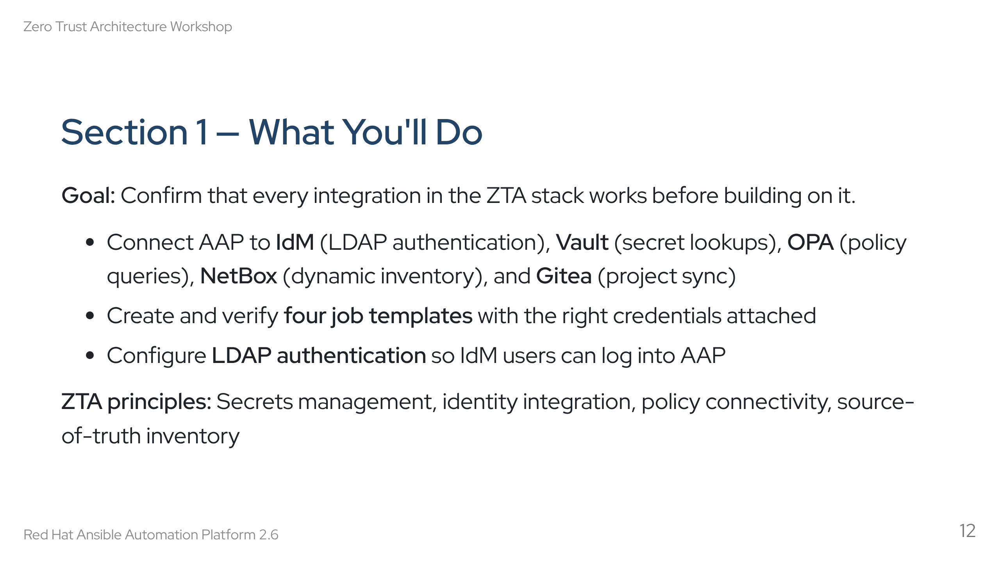 Zero Trust Architecture Workshop
Section 1 – What You'll Do
Goal: Confirm that every integration in the ZTA stack works before building on it.
• Connect AAP to IdM (LDAP authentication), Vault (secret lookups), OPA (policy
queries), NetBox (dynamic inventory), and Gitea (project sync)
• Create and verify four job templates with the right credentials attached
• Configure LDAP authentication so IdM users can log into AAP
ZTA principles: Secrets management, identity integration, policy connectivity, source-
of-truth inventory
Red Hat Ansible Automation Platform 2.6
12